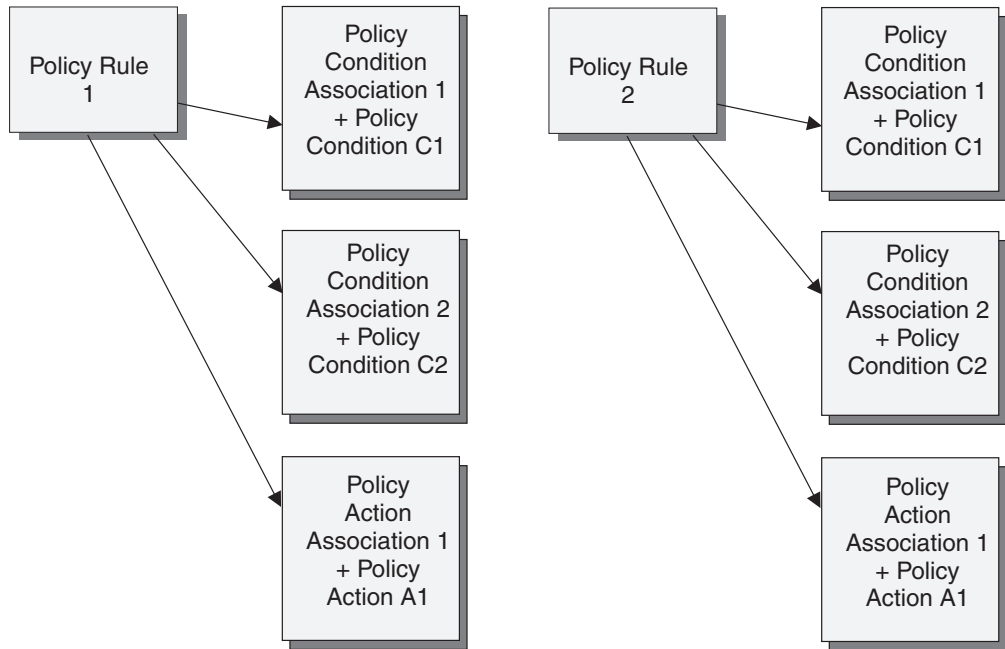 Policy Rule
1
Policy
Condition
Association 1
+ Policy
Condition C1
Policy
Condition
Association 2
+ Policy
Condition C2
Policy
Action
Association 1
+ Policy
Action A1
Policy Rule
2
Policy
Condition
Association 1
+ Policy
Condition C1
Policy
Condition
Association 2
+ Policy
Condition C2
Policy
Action
Association 1
+ Policy
Action A1